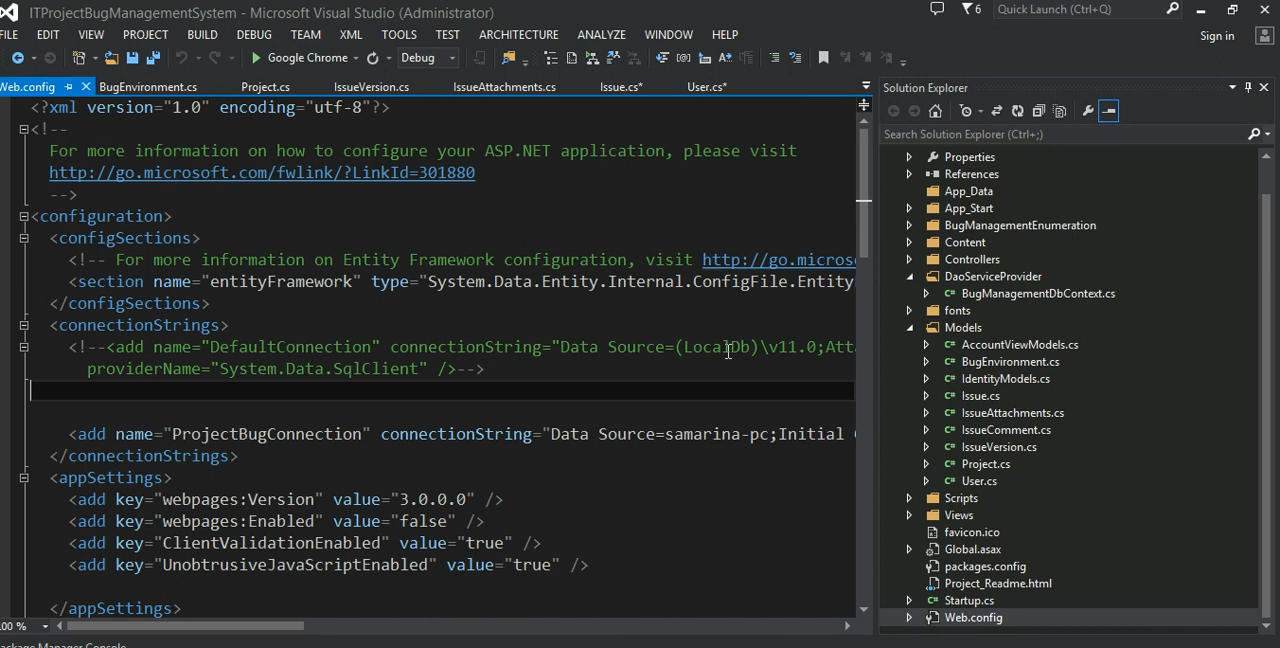 ITProjectBugManagementSystem - Microsoft Visual Studio (Administrator)
6
Quick Launch (Ctrl+Q)
FILE EDIT VIEW PROJECT BUILD DEBUG TEAM XML TOOLS TEST ARCHITECTURE ANALYZE WINDOW HELP
Sign in
Google Chrome
Debug
Web.config
BugEnvironment.cs
Project.cs
IssueVersion.cs
IssueAttachments.cs
Issue.cs*
User.cs*
<?xml version="1.0" encoding="utf-8"?>
<!--
For more information on how to configure your ASP.NET application, please visit
http://go.microsoft.com/fwlink/?LinkId=301880
-->
<configuration>
<configSections>
<!-- For more information on Entity Framework configuration, visit http://go.micros
<section name="entityFramework" type="System.Data.Entity.Internal.ConfigFile.Entity
</configSections>
<connectionStrings>
<!--<add name="DefaultConnection" connectionString="Data Source=(LocalDb)\v11.0;Att
providerName="System.Data.SqlClient" />-->
<add name="ProjectBugConnection" connectionString="Data Source=samarina-pc;Initial
</connectionStrings>
<appSettings>
<add key="webpages:Version" value="3.0.0.0" />
<add key="webpages:Enabled" value="false" />
<add key="ClientValidationEnabled" value="true" />
<add key="UnobtrusiveJavaScriptEnabled" value="true" />
</appSettings>
.00 %
Package Manager Console
Solution Explorer
Search Solution Explorer (Ctrl+;)
Properties
References
App_Data
App_Start
BugManagementEnumeration
Content
Controllers
DaoServiceProvider
C# BugManagementDbContext.cs
fonts
Models
C# AccountViewModels.cs
C# BugEnvironment.cs
C# IdentityModels.cs
C# Issue.cs
C# IssueAttachments.cs
C# IssueComment.cs
C# IssueVersion.cs
C# Project.cs
C# User.cs
Scripts
Views
favicon.ico
Global.asax
packages.config
Project_Readme.html
C# Startup.cs
Web.config